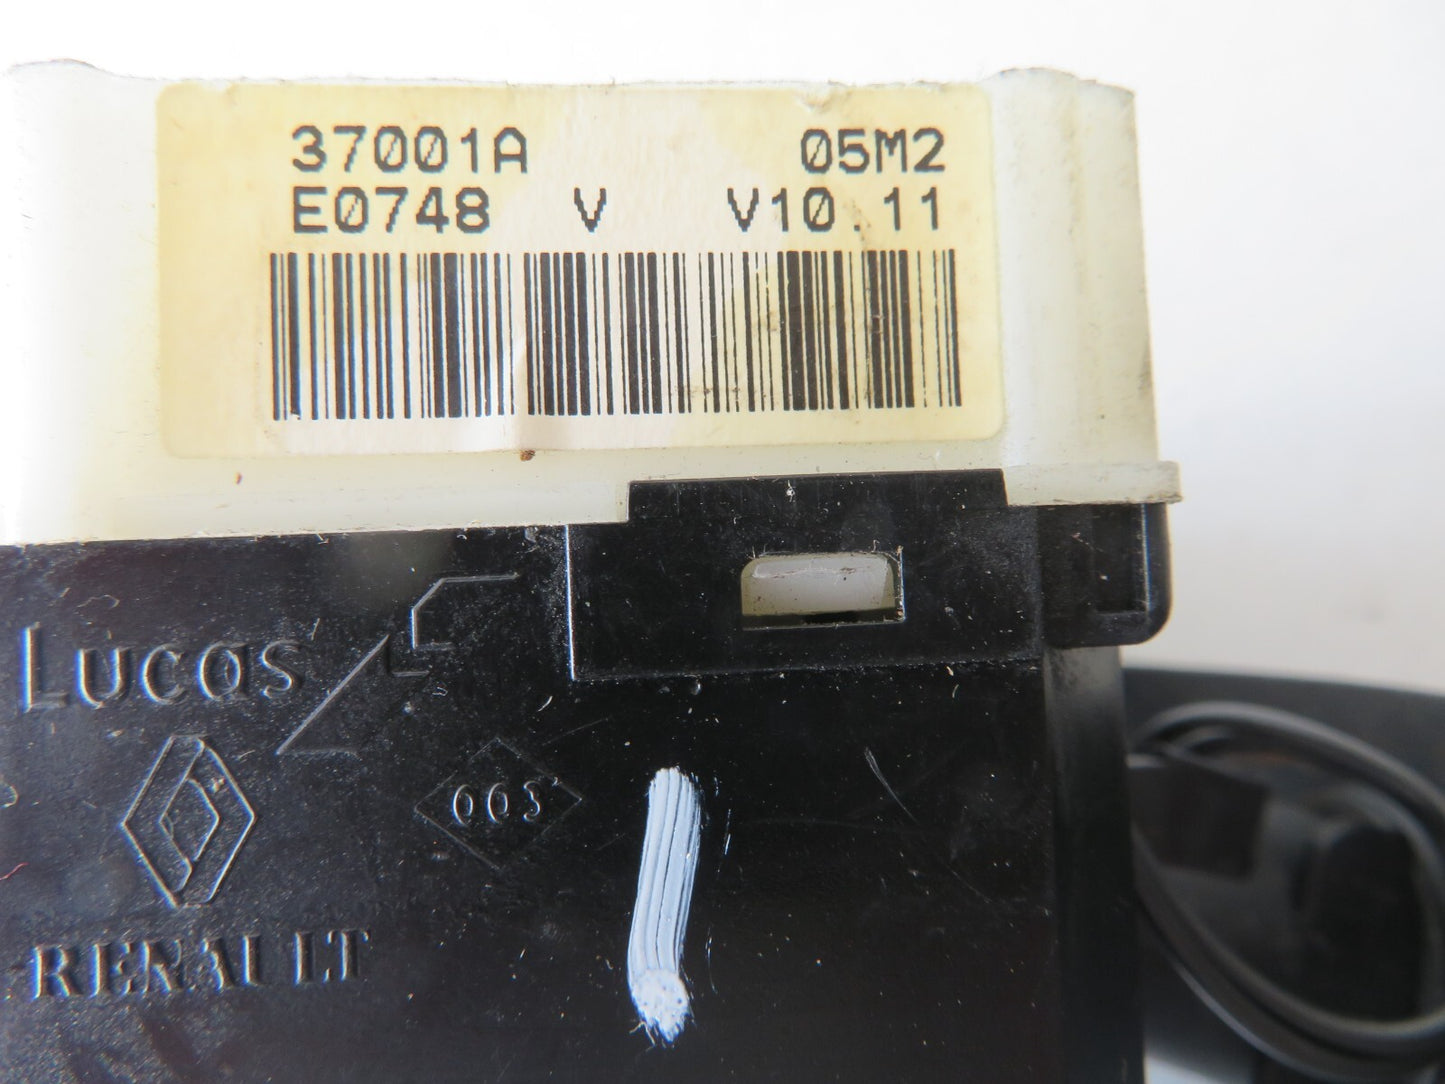 37001A 05M2
E0748 V V10.11
Lucas
003
RENAULT